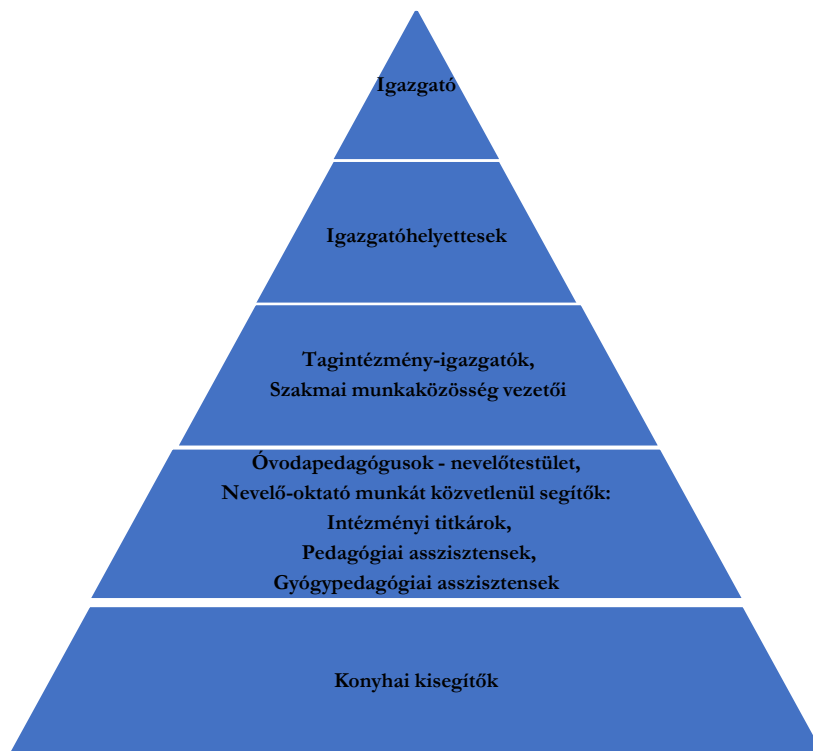 Igazgató
Igazgatóhelyettesek
Tagintézmény-igazgatók,
Szakmai munkaközösség vezetői
Óvodapedagógusok - nevelőtestület,
Nevelő-oktató munkát közvetlenül segítők:
Intézményi titkárok,
Pedagógiai asszisztensek,
Gyógypedagógiai asszisztensek
Konyhai kisegítők